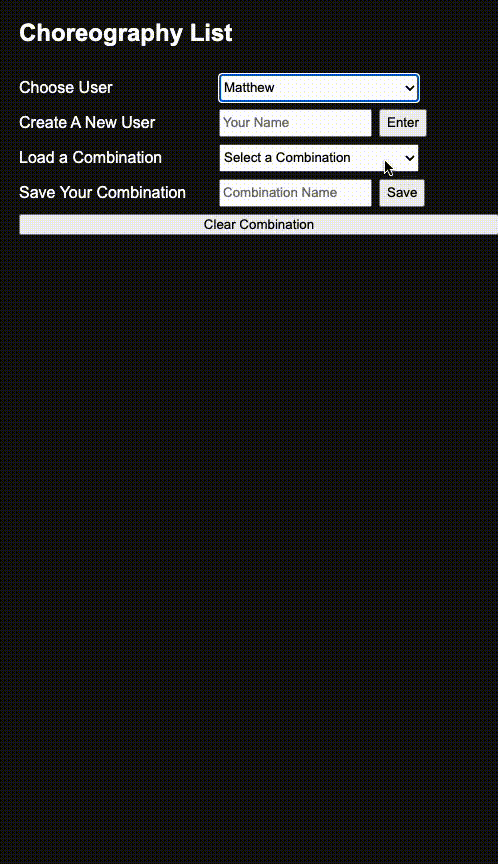 Choreography List
Choose User Matthew
Create A New User Your Name Enter
Load a Combination Select a Combination
Save Your Combination Combination Name Save
Clear Combination